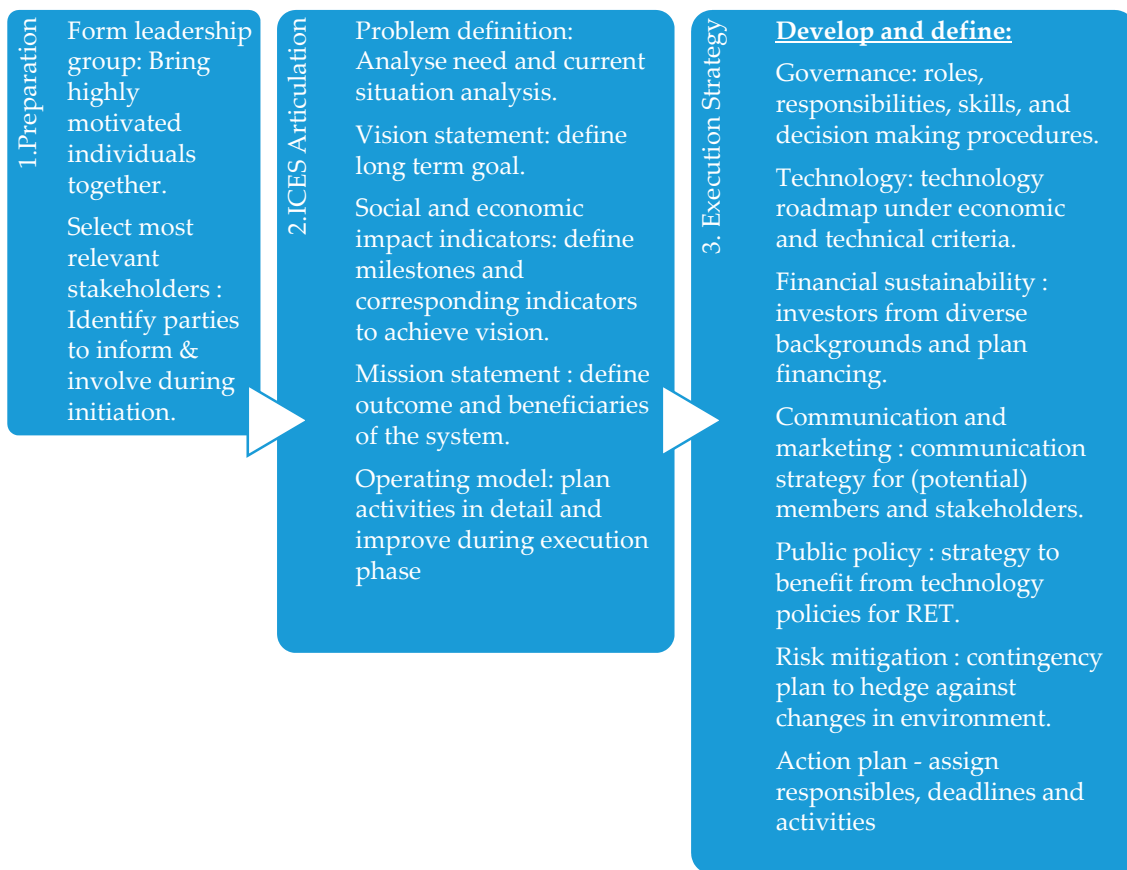 1.Preparation
Form leadership
group: Bring
highly
motivated
individuals
together.
Select most
relevant
stakeholders :
Identify parties
to inform &
involve during
initiation.
2.ICES Articulation
Problem definition:
Analyse need and current
situation analysis.
Vision statement: define
long term goal.
Social and economic
impact indicators: define
milestones and
corresponding indicators
to achieve vision.
Mission statement : define
outcome and beneficiaries
of the system.
Operating model: plan
activities in detail and
improve during execution
phase
3. Execution Strategy
Develop and define:
Governance: roles,
responsibilities, skills, and
decision making procedures.
Technology: technology
roadmap under economic
and technical criteria.
Financial sustainability :
investors from diverse
backgrounds and plan
financing.
Communication and
marketing : communication
strategy for (potential)
members and stakeholders.
Public policy : strategy to
benefit from technology
policies for RET.
Risk mitigation : contingency
plan to hedge against
changes in environment.
Action plan - assign
responsibles, deadlines and
activities